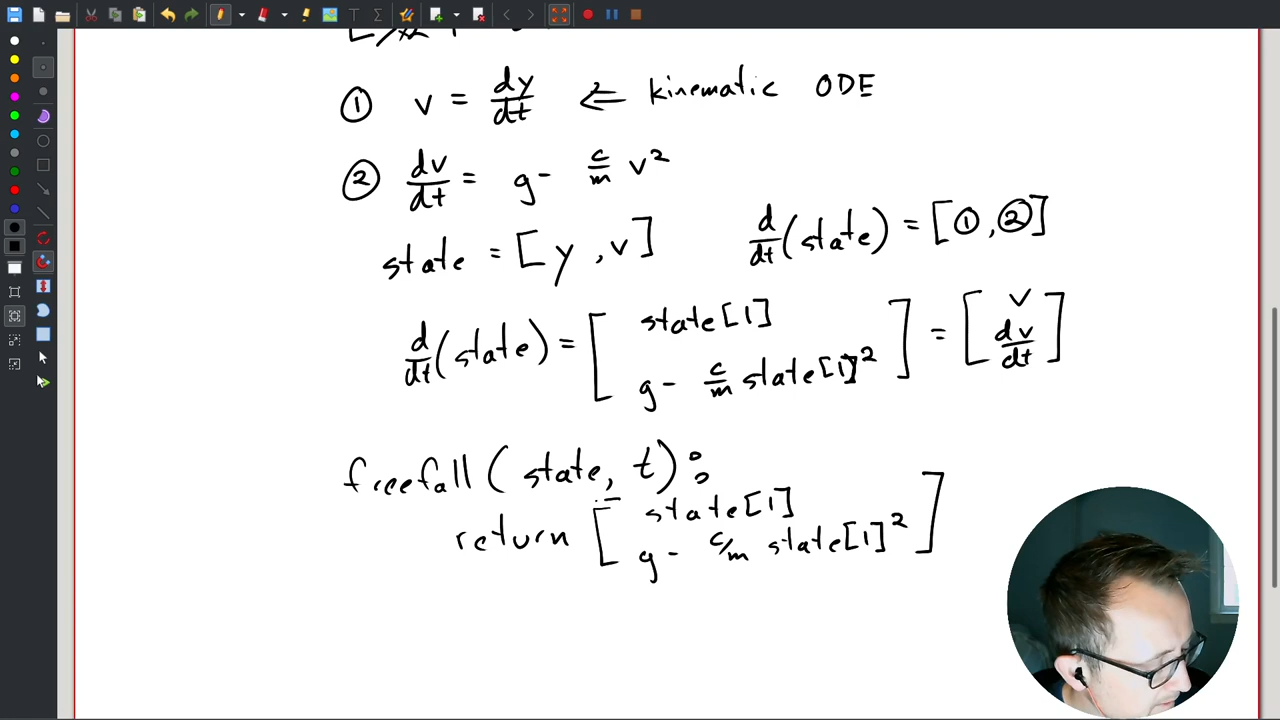 ① v = dy/dt ⇐ kinematic ODE
② dv/dt = g - c/m v²
state = [y, v] d/dt(state) = [①, ②]
d/dt(state) = [state[1] g - c/m state[1]²] = [v dv/dt]
freefall(state, t):
return [state[1]
g - c/m state[1]²]